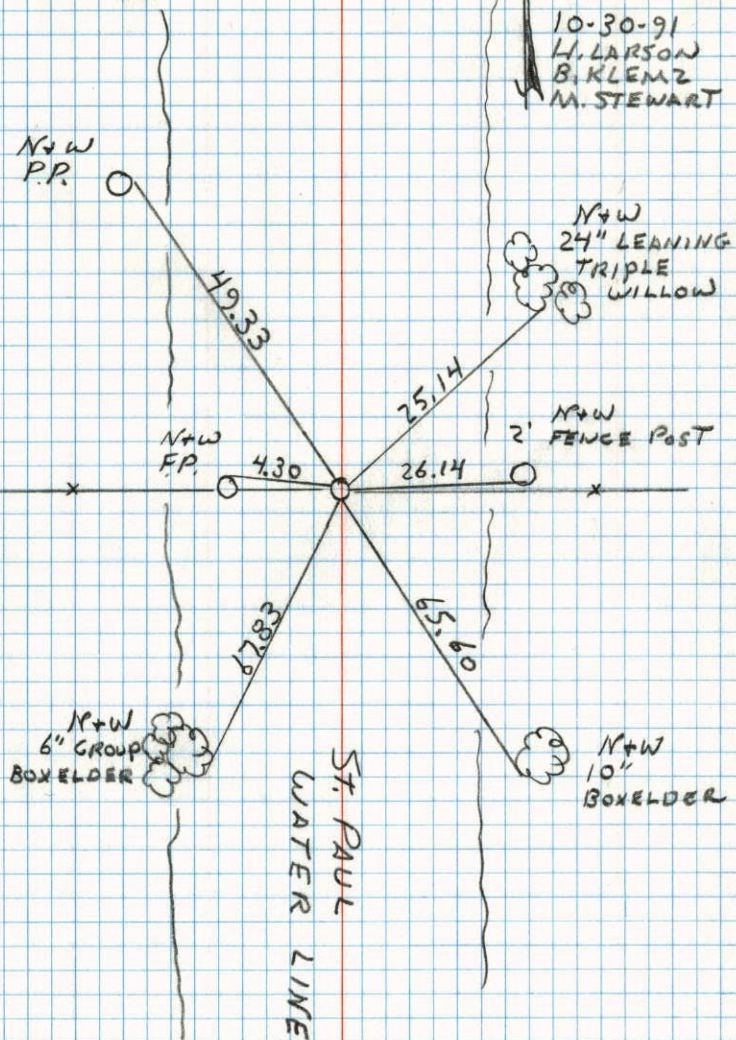 10-30-91
H. LARSON
B. KLEMZ
M. STEWART
N+W
P.P.
N+W
24" LEANING
TRIPLE
WILLOW
49.33
25.14
N+W
2' FENCE POST
N+W
F.P.
4.30
26.14
67.83
65.60
N+W
6" GROUP
BOXELDER
N+W
10"
BOXELDER
ST. PAUL
WATER LINE